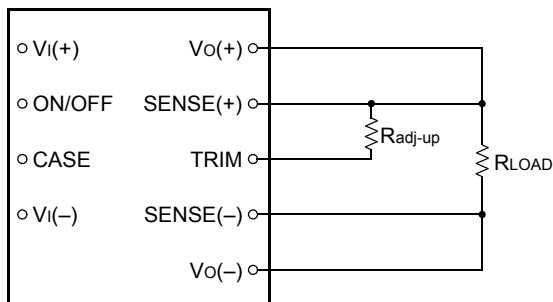 VI(+) VO(+)
ON/OFF SENSE(+)
Radj-up
CASE TRIM
RLOAD
VI(–) SENSE(–)
VO(–)